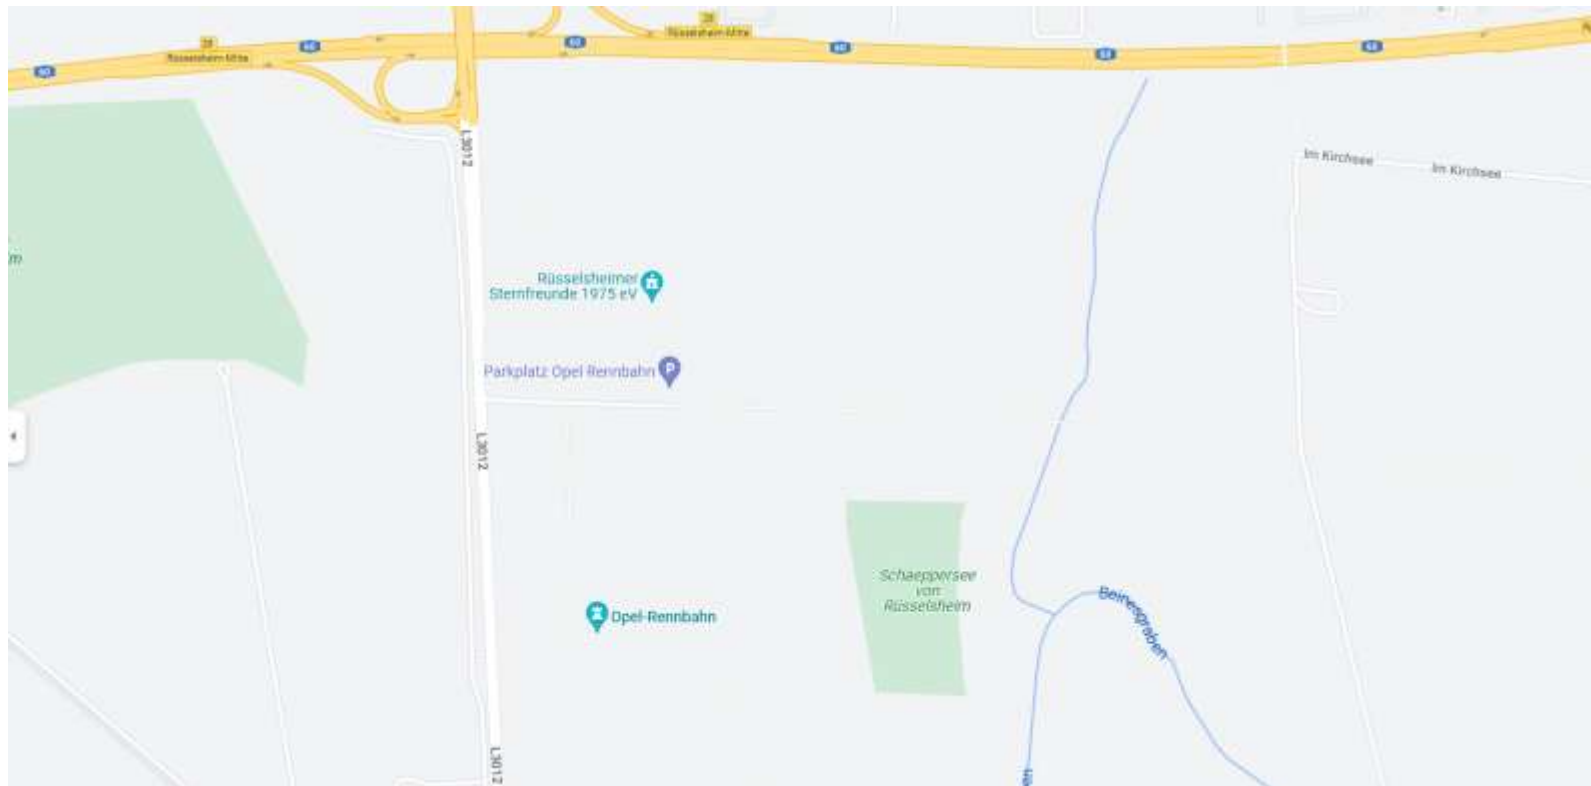 28
Rüsselsheim-Mitte
28
Rüsselsheim-Mitte
60
60
60
60
60
60
L3012
Im Kirchsee
Im Kirchsee
m
Rüsselsheimer
Sternfreunde 1975 eV
Parkplatz Opel Rennbahn
P
L3012
Schaeppersee
von
Rüsselsheim
Beinesgraben
Opel-Rennbahn
L3012
en